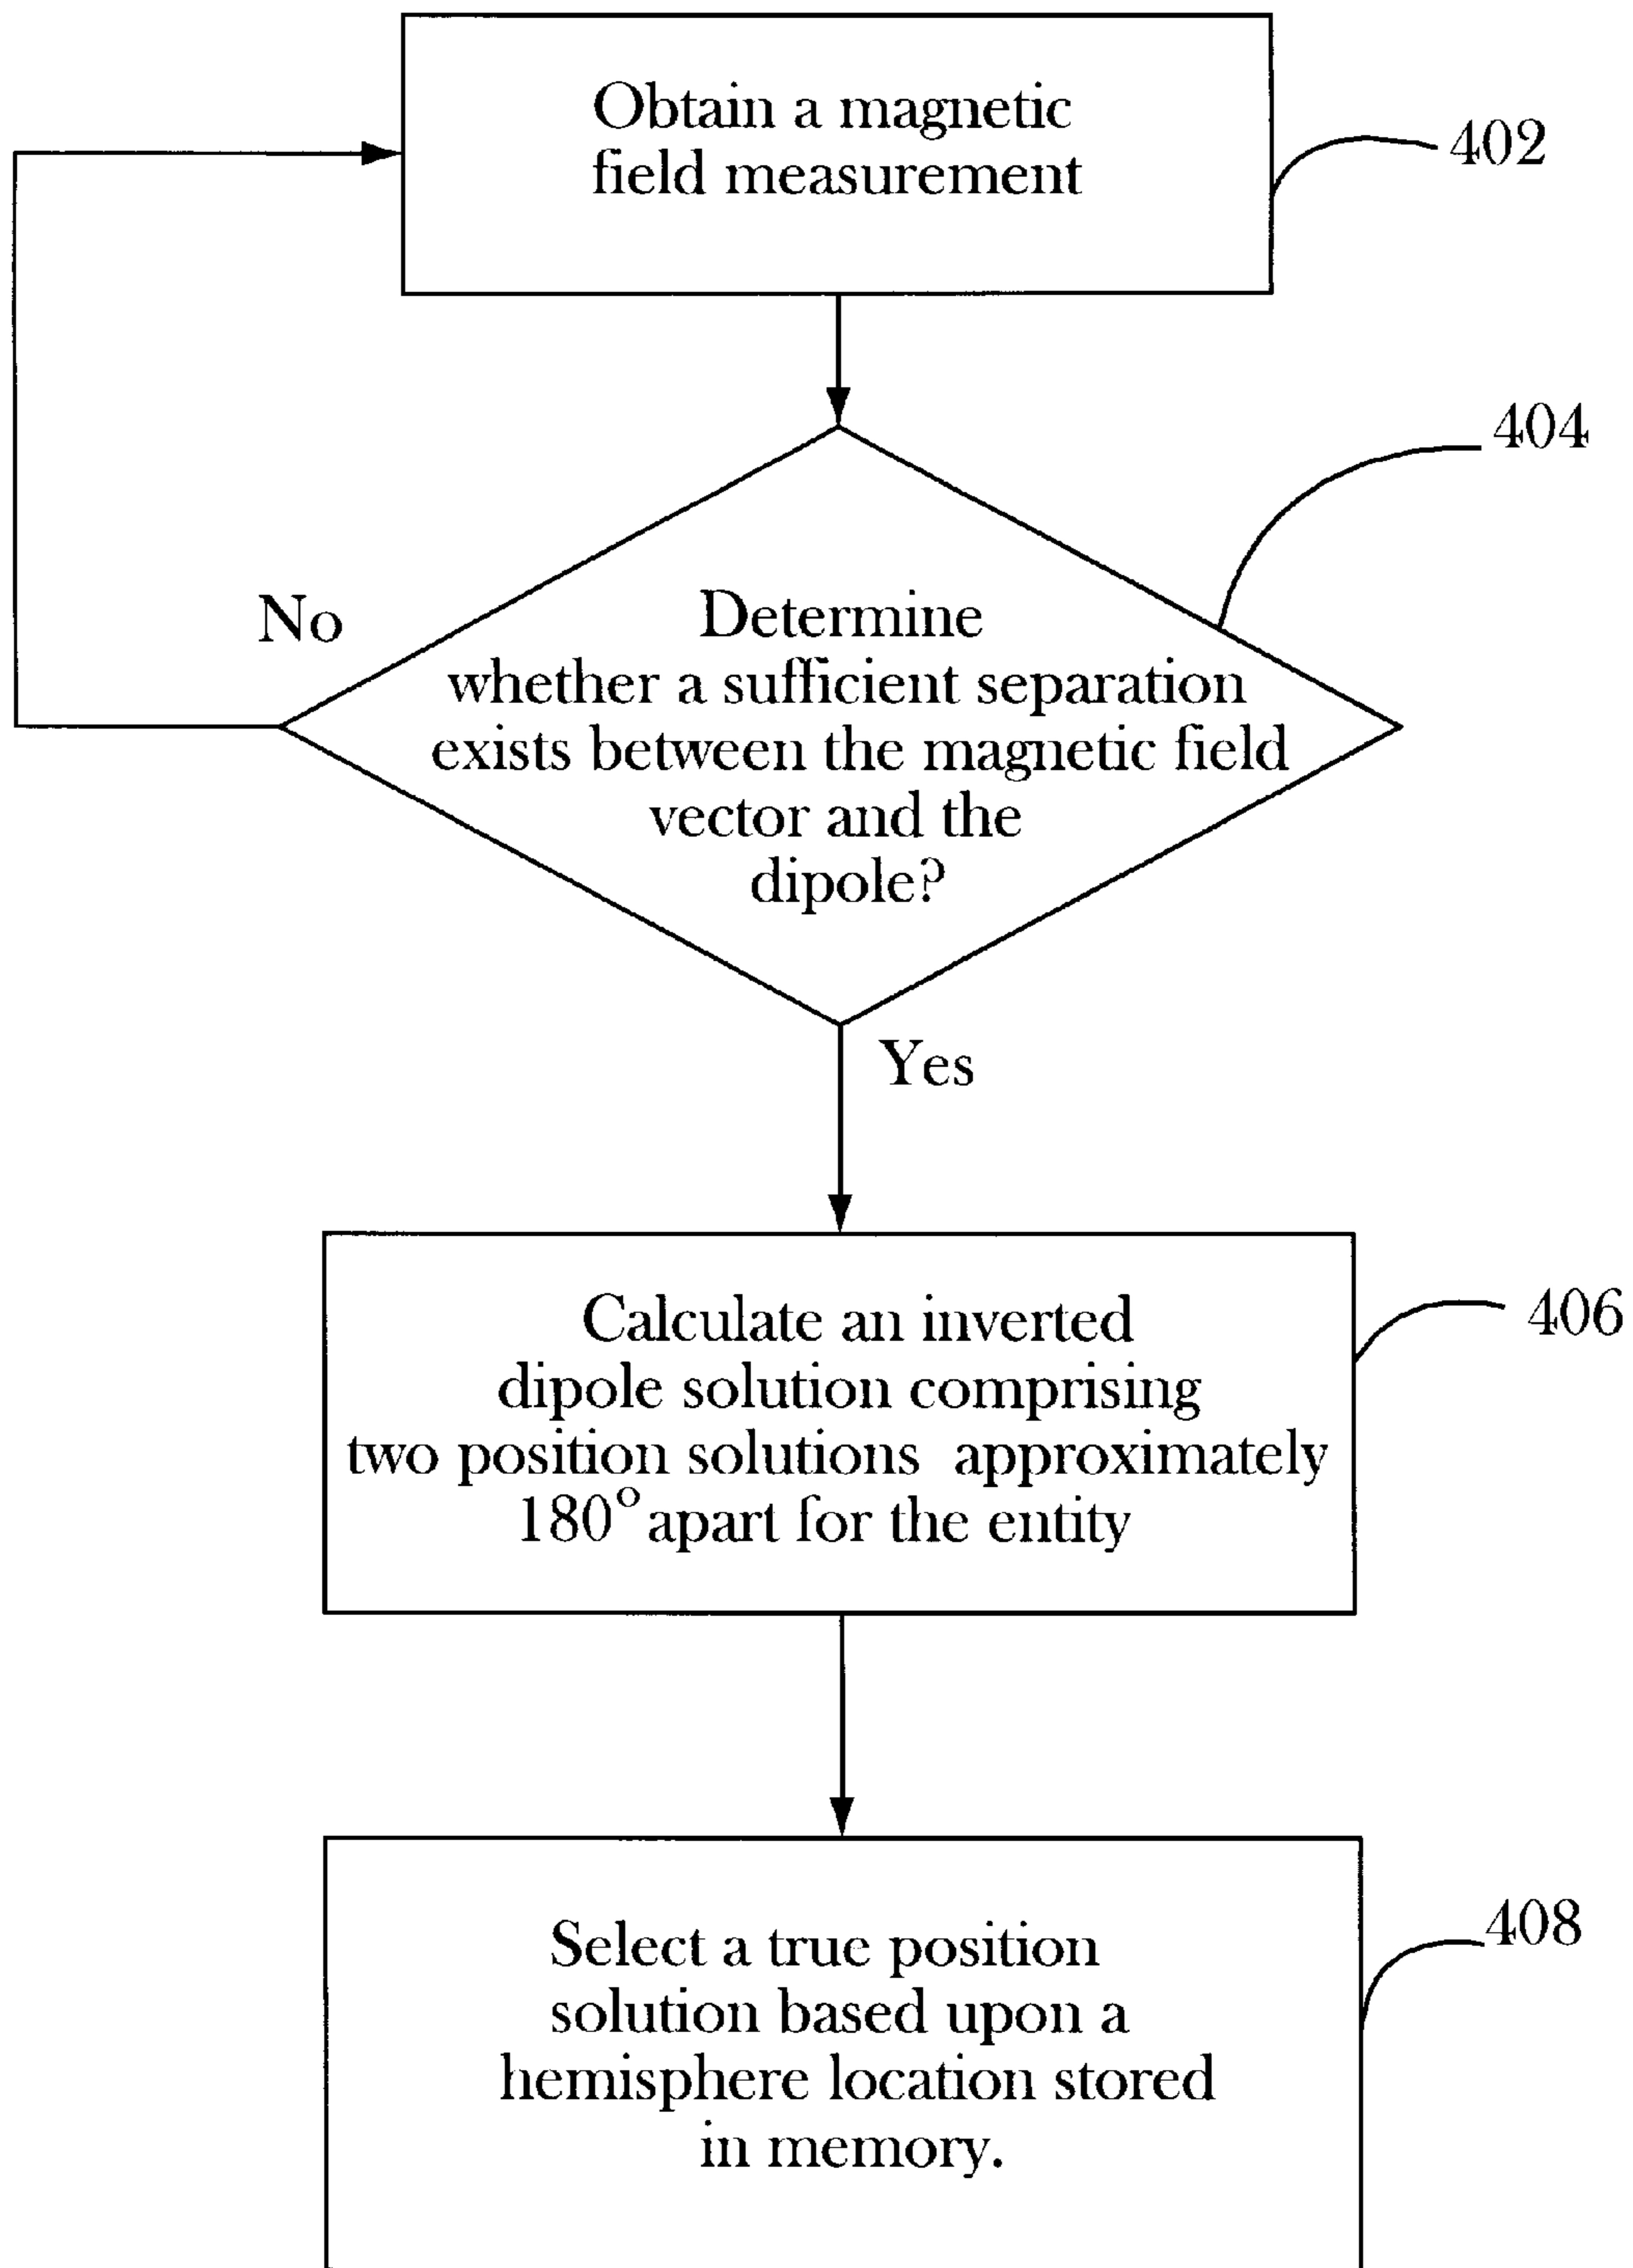 Obtain a magnetic
field measurement
402
404
No
Determine
whether a sufficient separation
exists between the magnetic field
vector and the
dipole?
Yes
Calculate an inverted
dipole solution comprising
two position solutions approximately
180° apart for the entity
406
Select a true position
solution based upon a
hemisphere location stored
in memory.
408